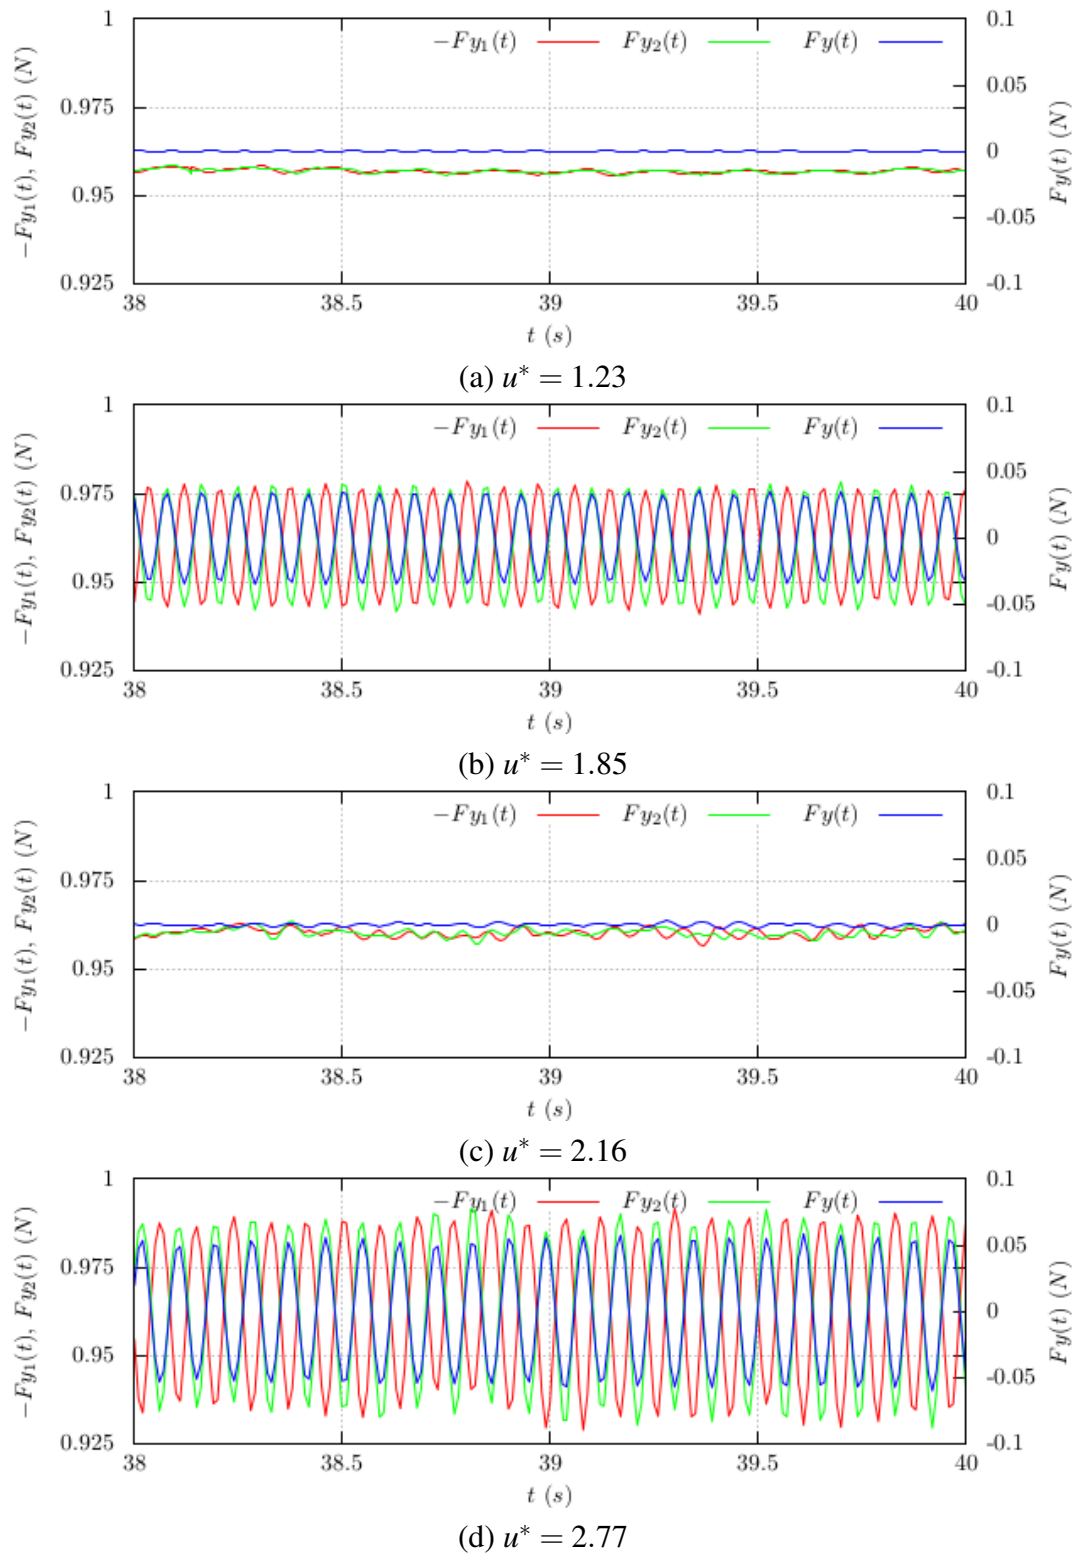 1
0.975
0.95
0.925
−Fy₁(t), Fy₂(t) (N)
−Fy₁(t)
Fy₂(t)
Fy(t)
0.1
0.05
0
-0.05
-0.1
Fy(t) (N)
38
38.5
39
39.5
40
t (s)
(a) u* = 1.23
1
0.975
0.95
0.925
−Fy₁(t), Fy₂(t) (N)
−Fy₁(t)
Fy₂(t)
Fy(t)
0.1
0.05
0
-0.05
-0.1
Fy(t) (N)
38
38.5
39
39.5
40
t (s)
(b) u* = 1.85
1
0.975
0.95
0.925
−Fy₁(t), Fy₂(t) (N)
−Fy₁(t)
Fy₂(t)
Fy(t)
0.1
0.05
0
-0.05
-0.1
Fy(t) (N)
38
38.5
39
39.5
40
t (s)
(c) u* = 2.16
1
0.975
0.95
0.925
−Fy₁(t), Fy₂(t) (N)
−Fy₁(t)
Fy₂(t)
Fy(t)
0.1
0.05
0
-0.05
-0.1
Fy(t) (N)
38
38.5
39
39.5
40
t (s)
(d) u* = 2.77